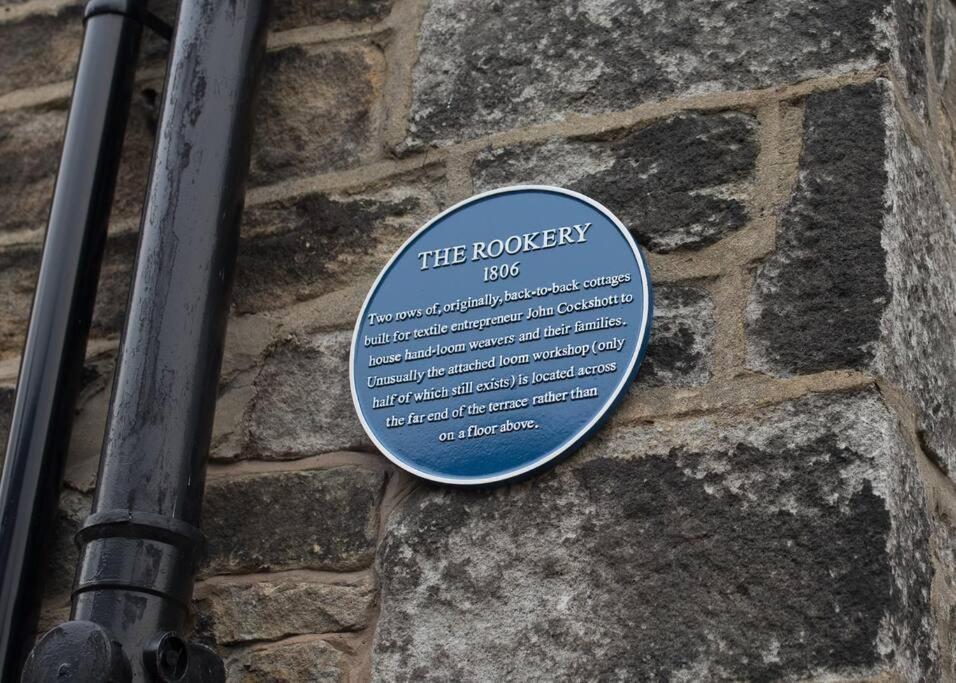 THE ROOKERY
1806
Two rows of, originally, back-to-back cottages
built for textile entrepreneur John Cockshott to
house hand-loom weavers and their families.
Unusually the attached loom workshop (only
half of which still exists) is located across
the far end of the terrace rather than
on a floor above.